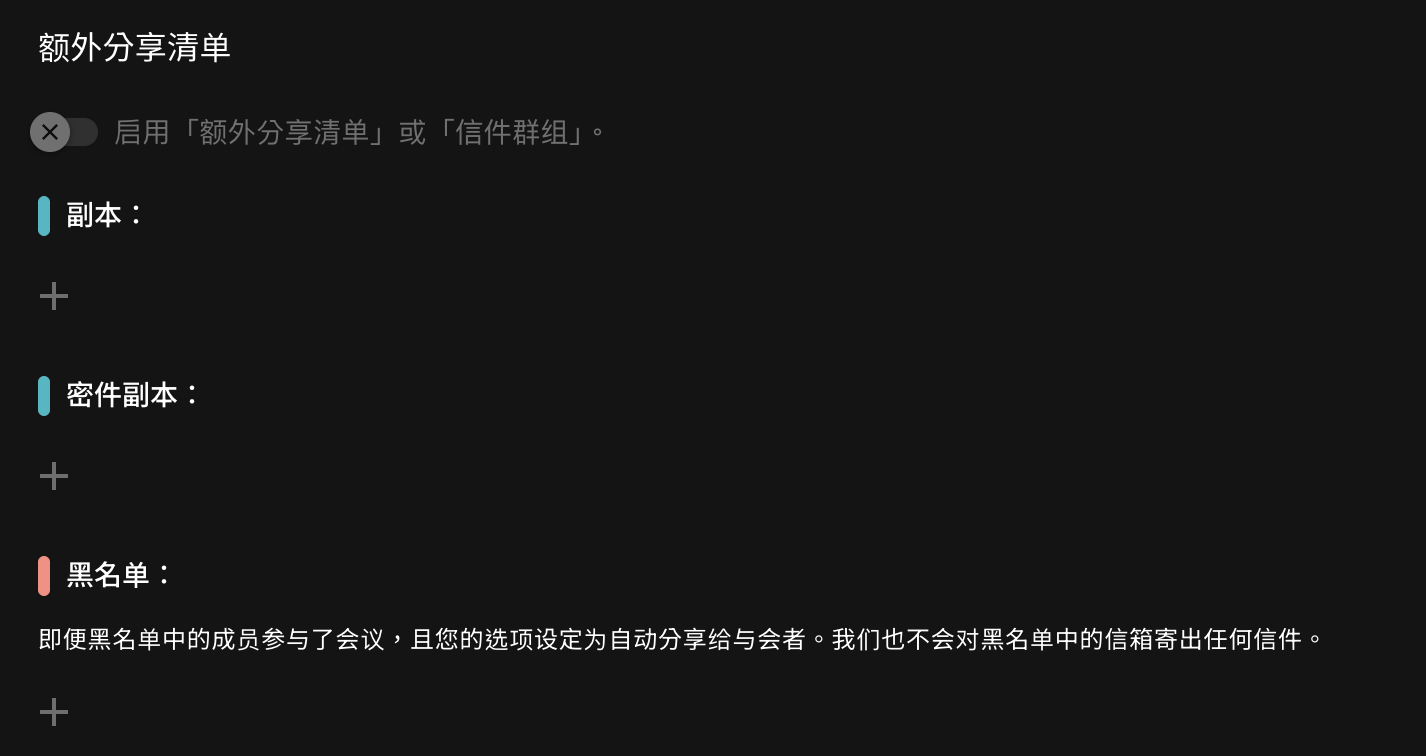 额外分享清单
启用「额外分享清单」或「信件群组」。
副本：
密件副本：
黑名单：
即便黑名单中的成员参与了会议，且您的选项设定为自动分享给与会者。我们也不会对黑名单中的信箱寄出任何信件。